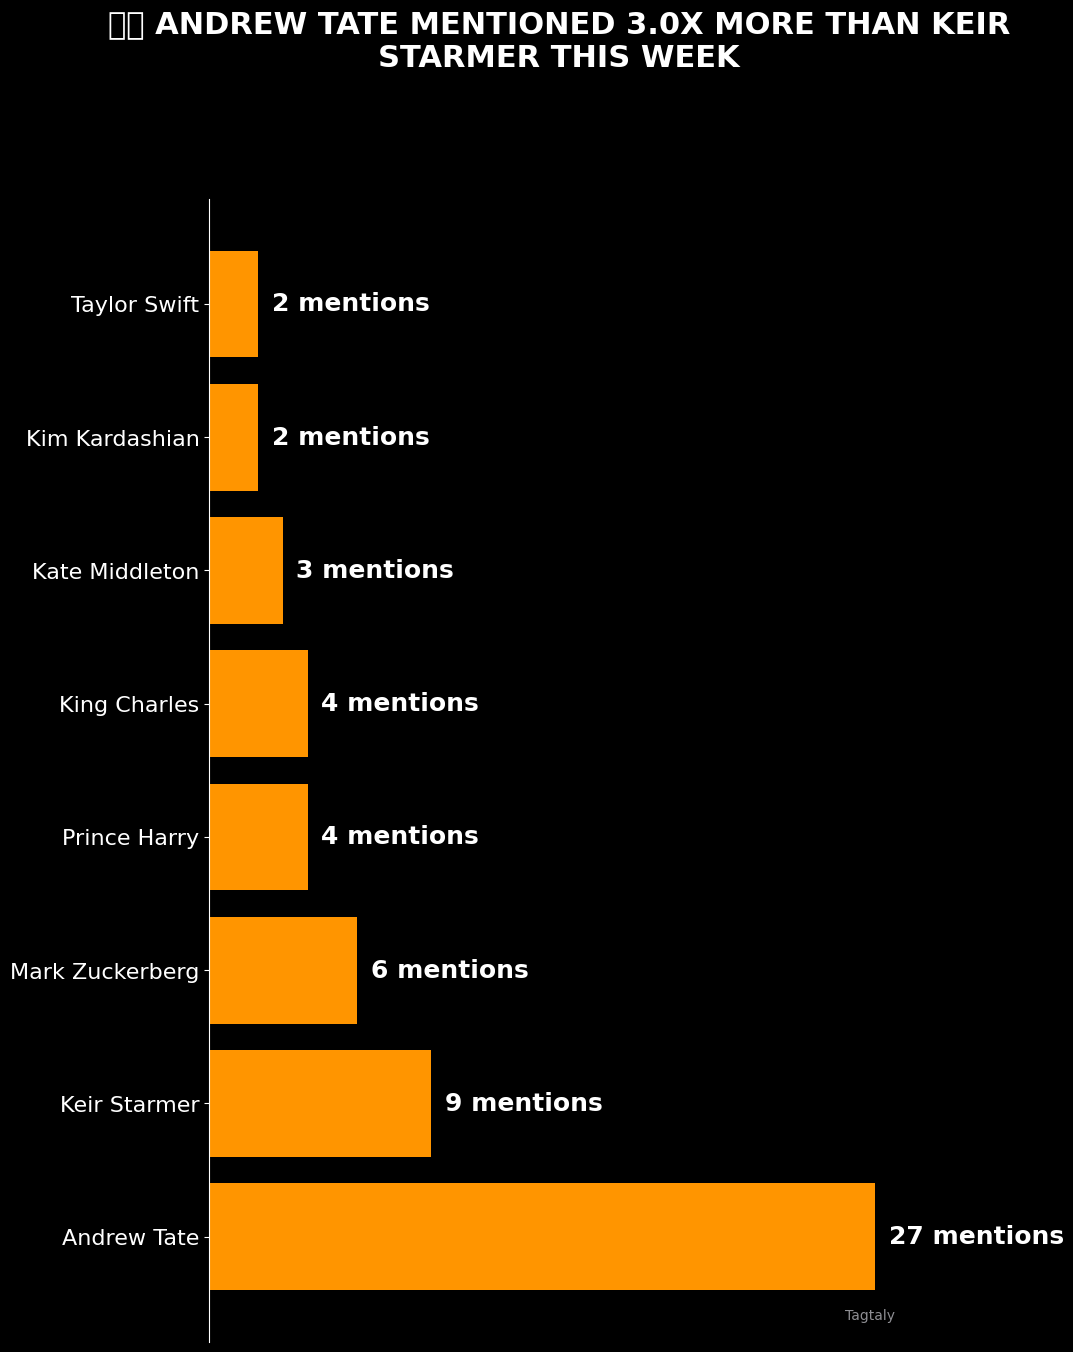 ANDREW TATE MENTIONED 3.0X MORE THAN KEIR
STARMER THIS WEEK
Taylor Swift 2 mentions
Kim Kardashian 2 mentions
Kate Middleton 3 mentions
King Charles 4 mentions
Prince Harry 4 mentions
Mark Zuckerberg 6 mentions
Keir Starmer 9 mentions
Andrew Tate 27 mentions
Tagtaly